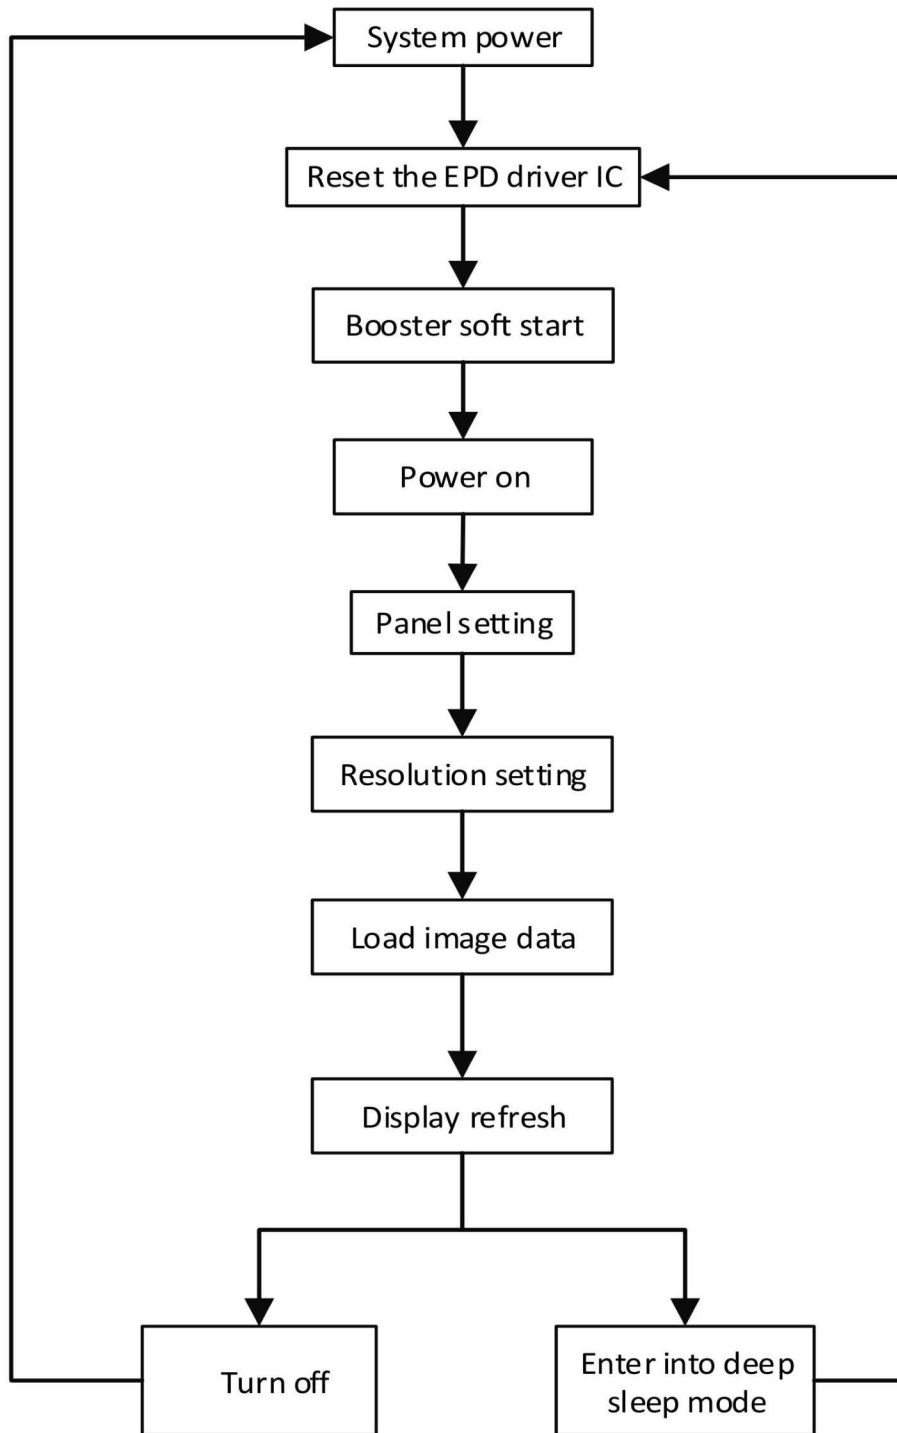 System power
Reset the EPD driver IC
Booster soft start
Power on
Panel setting
Resolution setting
Load image data
Display refresh
Turn off
Enter into deep
sleep mode